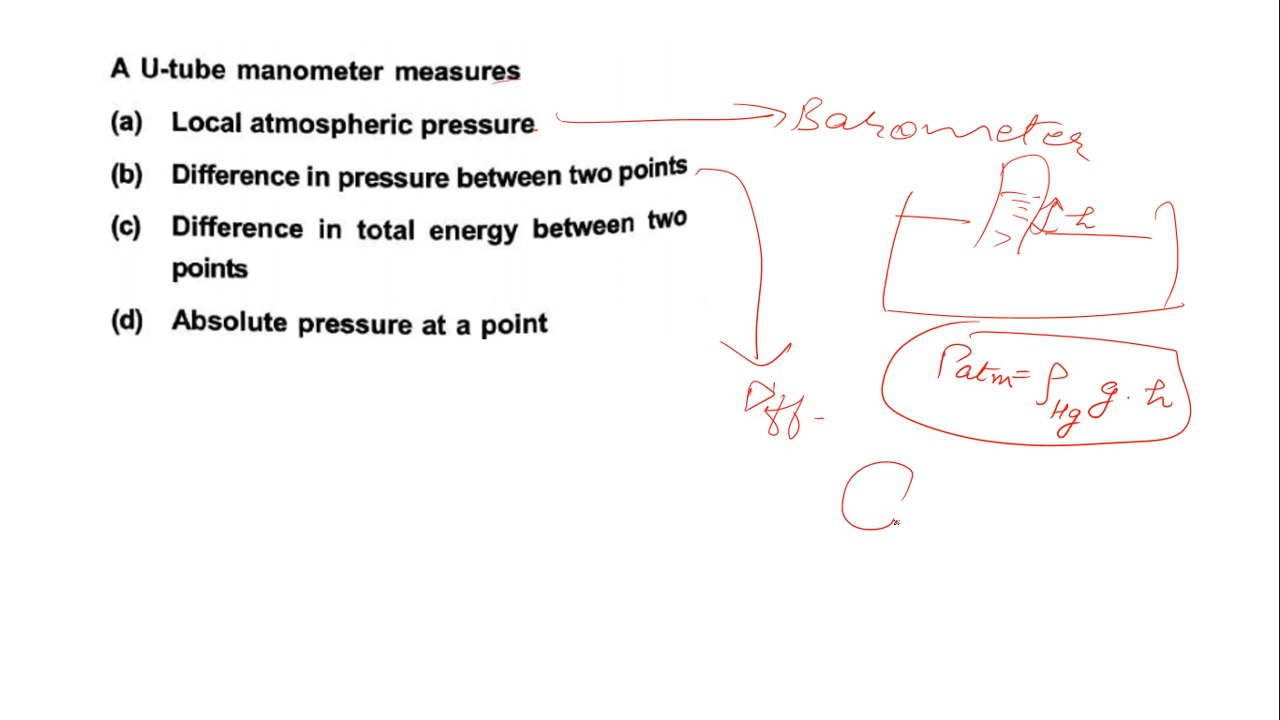 A U-tube manometer measures
(a) Local atmospheric pressure
Barometer
(b) Difference in pressure between two points
h
(c) Difference in total energy between two
points
(d) Absolute pressure at a point
Patm = ρHg g. h
Diff -
C